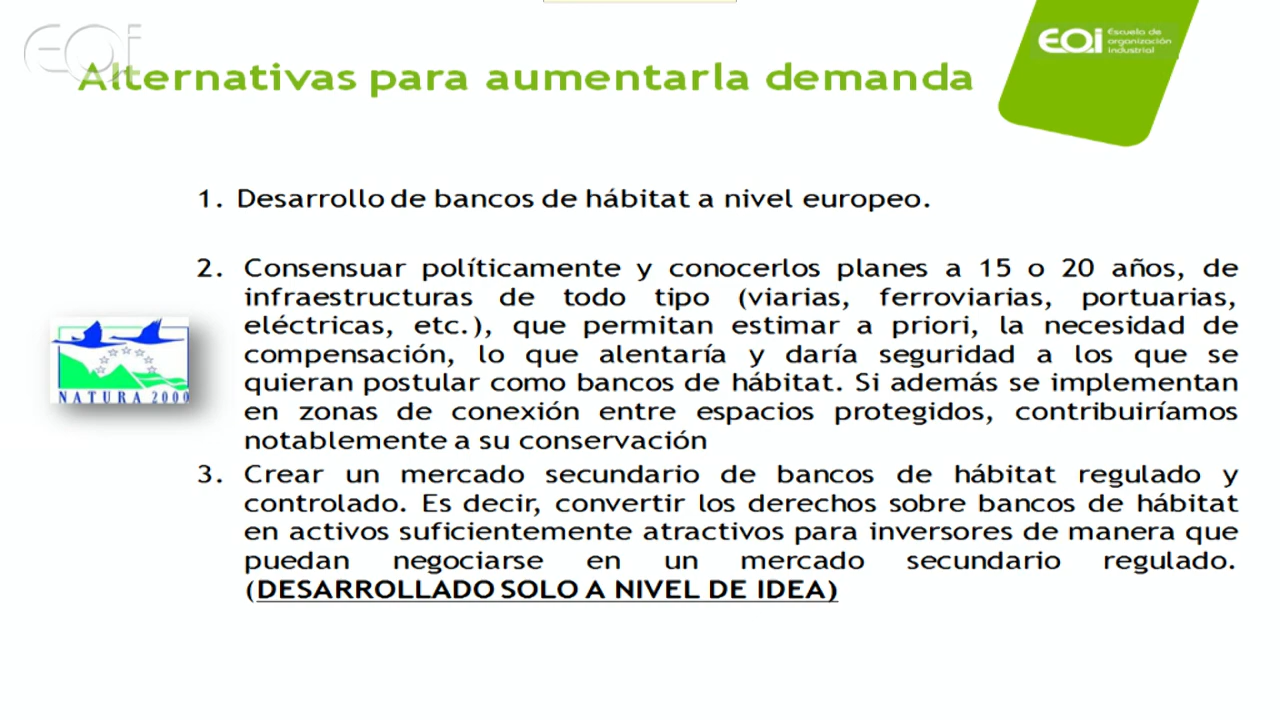 EOi
EOi Escuela de
organización
industrial
Alternativas para aumentarla demanda
1. Desarrollo de bancos de hábitat a nivel europeo.
2. Consensuar políticamente y conocerlos planes a 15 o 20 años, de
infraestructuras de todo tipo (viarias, ferroviarias, portuarias,
eléctricas, etc.), que permitan estimar a priori, la necesidad de
compensación, lo que alentaría y daría seguridad a los que se
quieran postular como bancos de hábitat. Si además se implementan
en zonas de conexión entre espacios protegidos, contribuiríamos
notablemente a su conservación
NATURA 2000
3. Crear un mercado secundario de bancos de hábitat regulado y
controlado. Es decir, convertir los derechos sobre bancos de hábitat
en activos suficientemente atractivos para inversores de manera que
puedan negociarse en un mercado secundario regulado.
(DESARROLLADO SOLO A NIVEL DE IDEA)